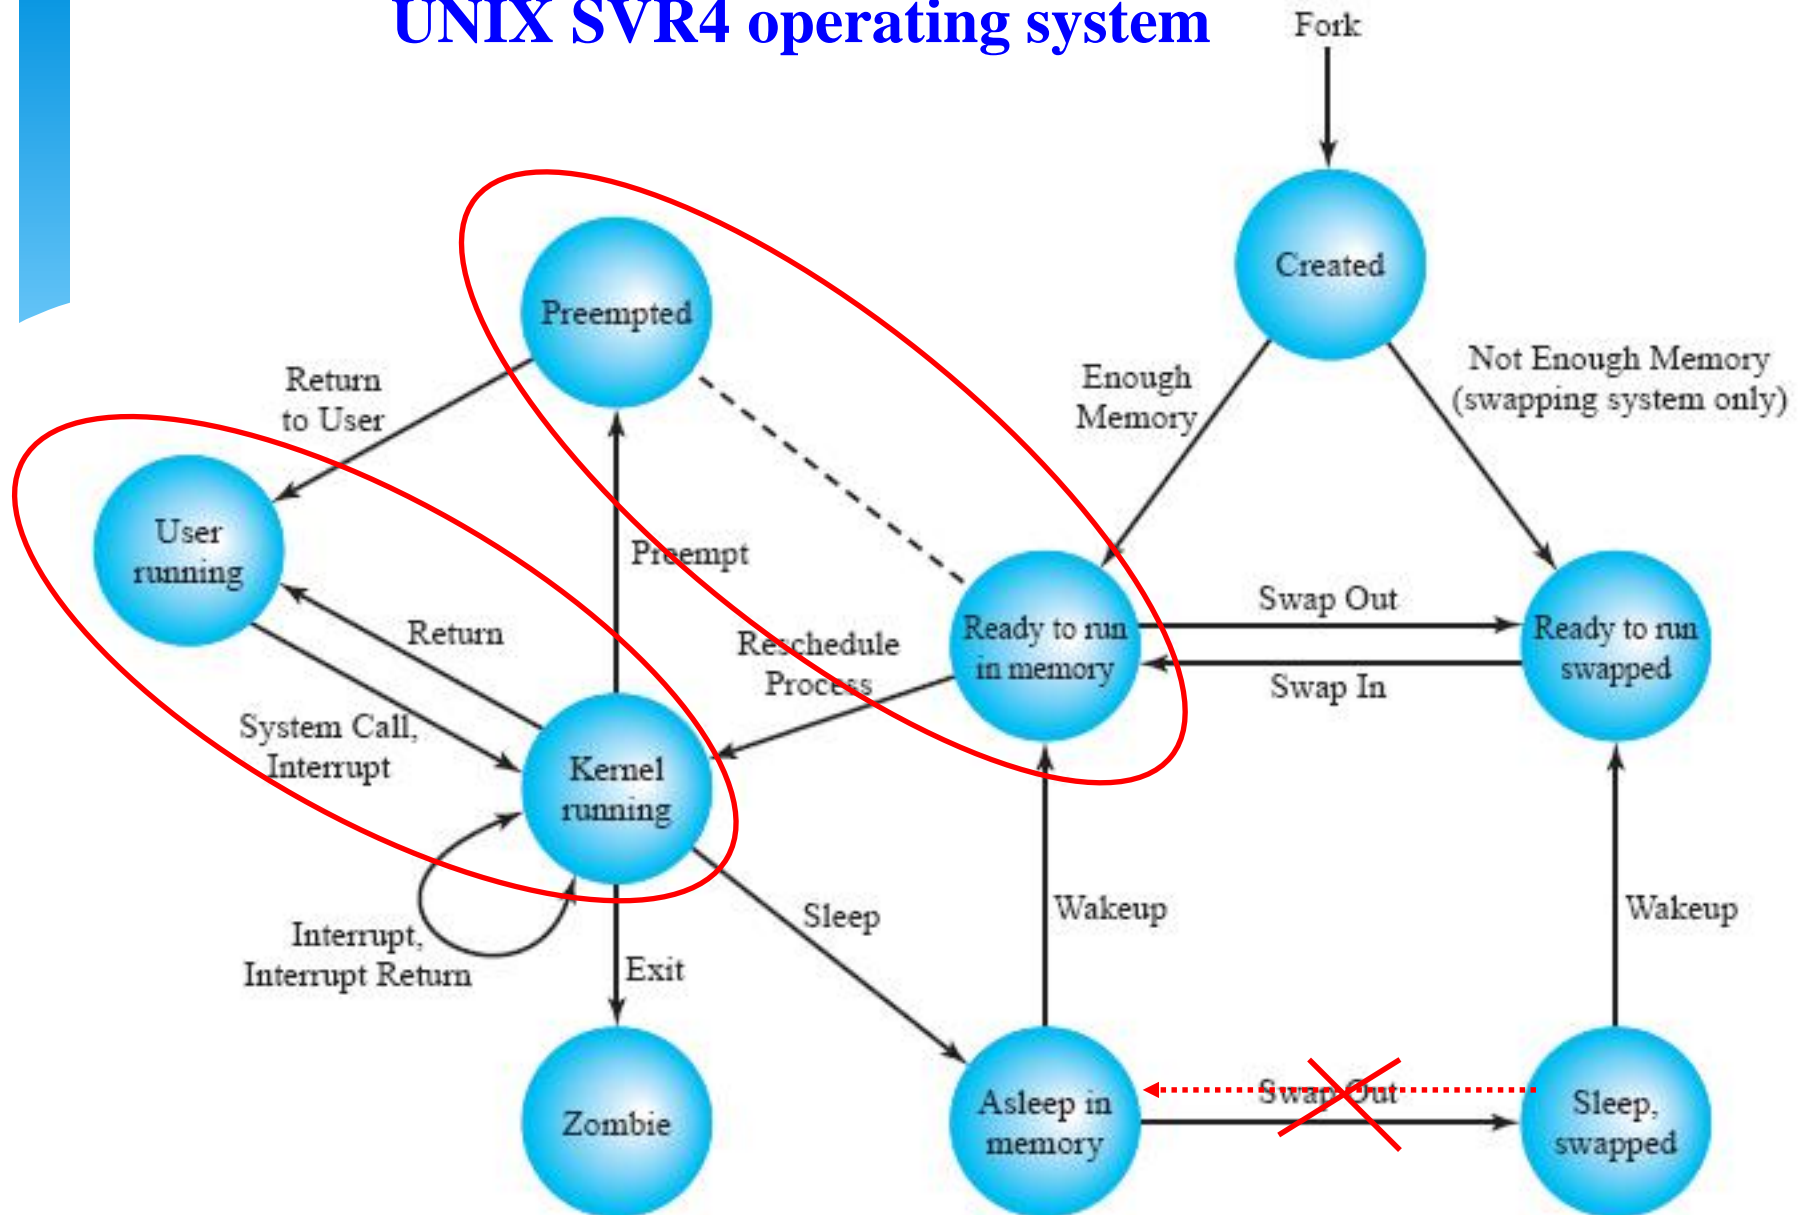 UNIX SVR4 operating system
Fork
Created
Preempted
Not Enough Memory
(swapping system only)
Enough
Memory
Return
to User
User
running
Preempt
Swap Out
Ready to run
in memory
Ready to run
swapped
Return
Reschedule
Process
Swap In
System Call,
Interrupt
Kernel
running
Sleep
Wakeup
Wakeup
Interrupt,
Interrupt Return
Exit
Swap Out
Asleep in
memory
Sleep,
swapped
Zombie